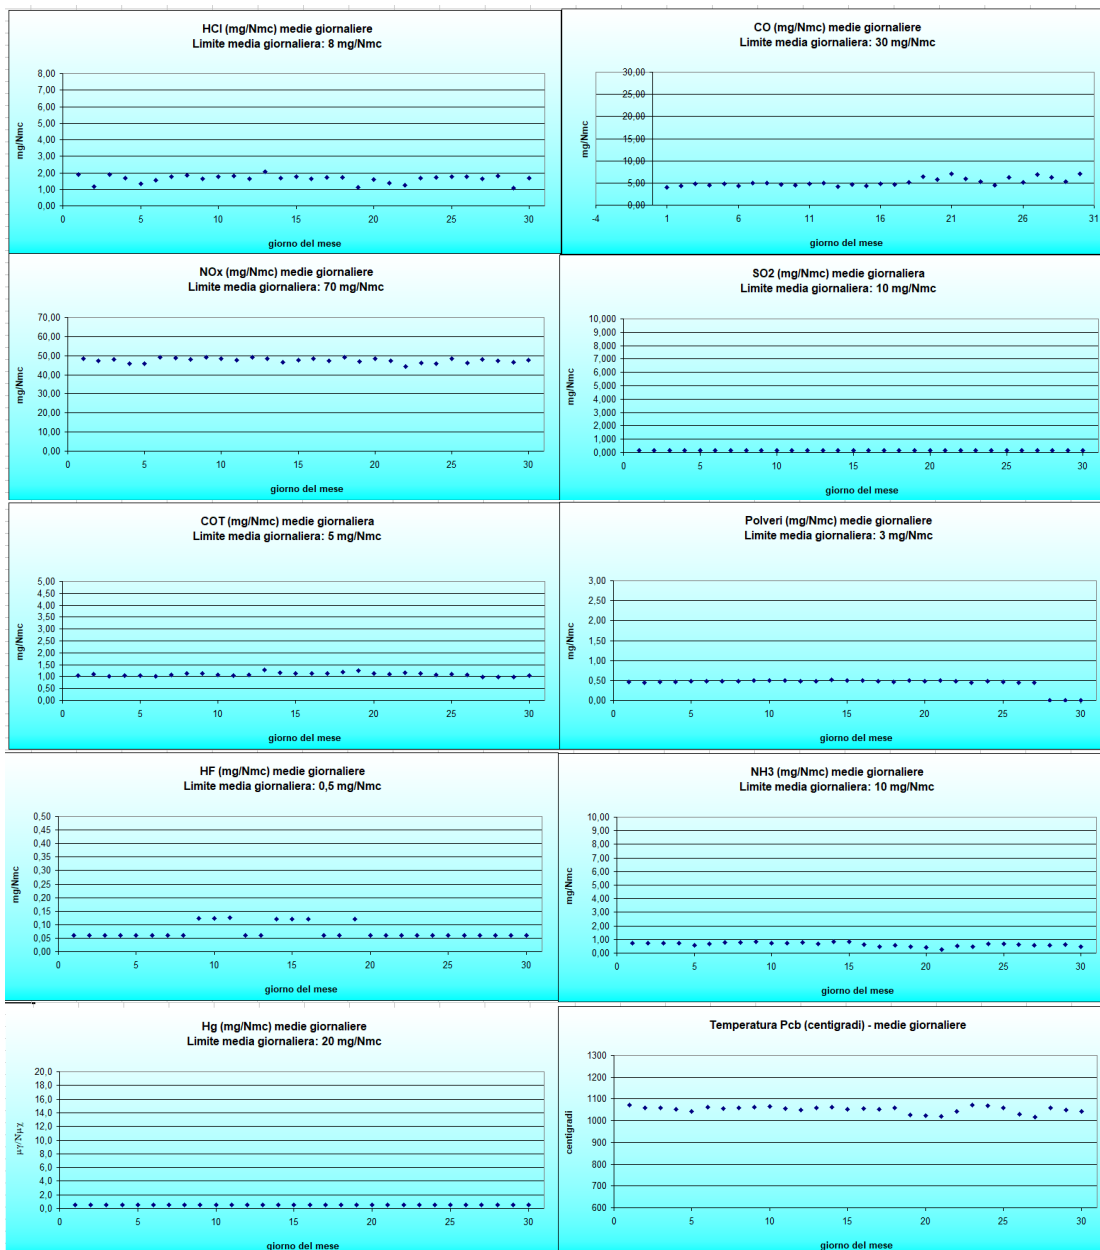 HCl (mg/Nmc) medie giornaliere
Limite media giornaliera: 8 mg/Nmc
8,00
7,00
6,00
5,00
4,00
3,00
2,00
1,00
0,00
mg/Nmc
0 5 10 15 20 25 30
giorno del mese
CO (mg/Nmc) medie giornaliere
Limite media giornaliera: 30 mg/Nmc
30,00
25,00
20,00
15,00
10,00
5,00
0,00
mg/Nmc
-4 1 6 11 16 21 26 31
giorno del mese
NOx (mg/Nmc) medie giornaliere
Limite media giornaliera: 70 mg/Nmc
70,00
60,00
50,00
40,00
30,00
20,00
10,00
0,00
mg/Nmc
0 5 10 15 20 25 30
giorno del mese
SO2 (mg/Nmc) medie giornaliera
Limite media giornaliera: 10 mg/Nmc
10,000
9,000
8,000
7,000
6,000
5,000
4,000
3,000
2,000
1,000
0,000
mg/Nmc
0 5 10 15 20 25 30
giorno del mese
COT (mg/Nmc) medie giornaliera
Limite media giornaliera: 5 mg/Nmc
5,00
4,50
4,00
3,50
3,00
2,50
2,00
1,50
1,00
0,50
0,00
mg/Nmc
0 5 10 15 20 25 30
giorno del mese
Polveri (mg/Nmc) medie giornaliere
Limite media giornaliera: 3 mg/Nmc
3,00
2,50
2,00
1,50
1,00
0,50
0,00
mg/Nmc
0 5 10 15 20 25 30
giorno del mese
HF (mg/Nmc) medie giornaliere
Limite media giornaliera: 0,5 mg/Nmc
0,50
0,45
0,40
0,35
0,30
0,25
0,20
0,15
0,10
0,05
0,00
mg/Nmc
0 5 10 15 20 25 30
giorno del mese
NH3 (mg/Nmc) medie giornaliere
Limite media giornaliera: 10 mg/Nmc
10,00
9,00
8,00
7,00
6,00
5,00
4,00
3,00
2,00
1,00
0,00
mg/Nmc
0 5 10 15 20 25 30
giorno del mese
Hg (mg/Nmc) medie giornaliere
Limite media giornaliera: 20 mg/Nmc
20,0
18,0
16,0
14,0
12,0
10,0
8,0
6,0
4,0
2,0
0,0
μγ/Νμχ
0 5 10 15 20 25 30
giorno del mese
Temperatura Pcb (centigradi) - medie giornaliere
1300
1200
1100
1000
900
800
700
600
centigradi
0 5 10 15 20 25 30
giorno del mese